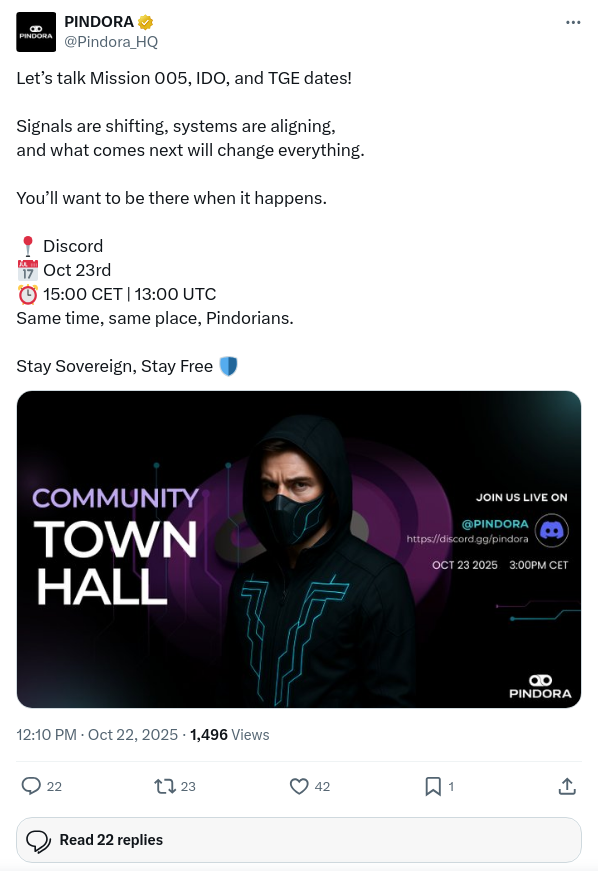 PINDORA
PINDORA
@Pindora_HQ
Let's talk Mission 005, IDO, and TGE dates!
Signals are shifting, systems are aligning,
and what comes next will change everything.
You'll want to be there when it happens.
📍 Discord
📅 Oct 23rd
⏰ 15:00 CET | 13:00 UTC
Same time, same place, Pindorians.
Stay Sovereign, Stay Free 🛡️
COMMUNITY
TOWN
HALL
JOIN US LIVE ON
@PINDORA
https://discord.gg/pindora
OCT 23 2025 3:00PM CET
PINDORA
12:10 PM · Oct 22, 2025 · 1,496 Views
22 23 42 1
Read 22 replies